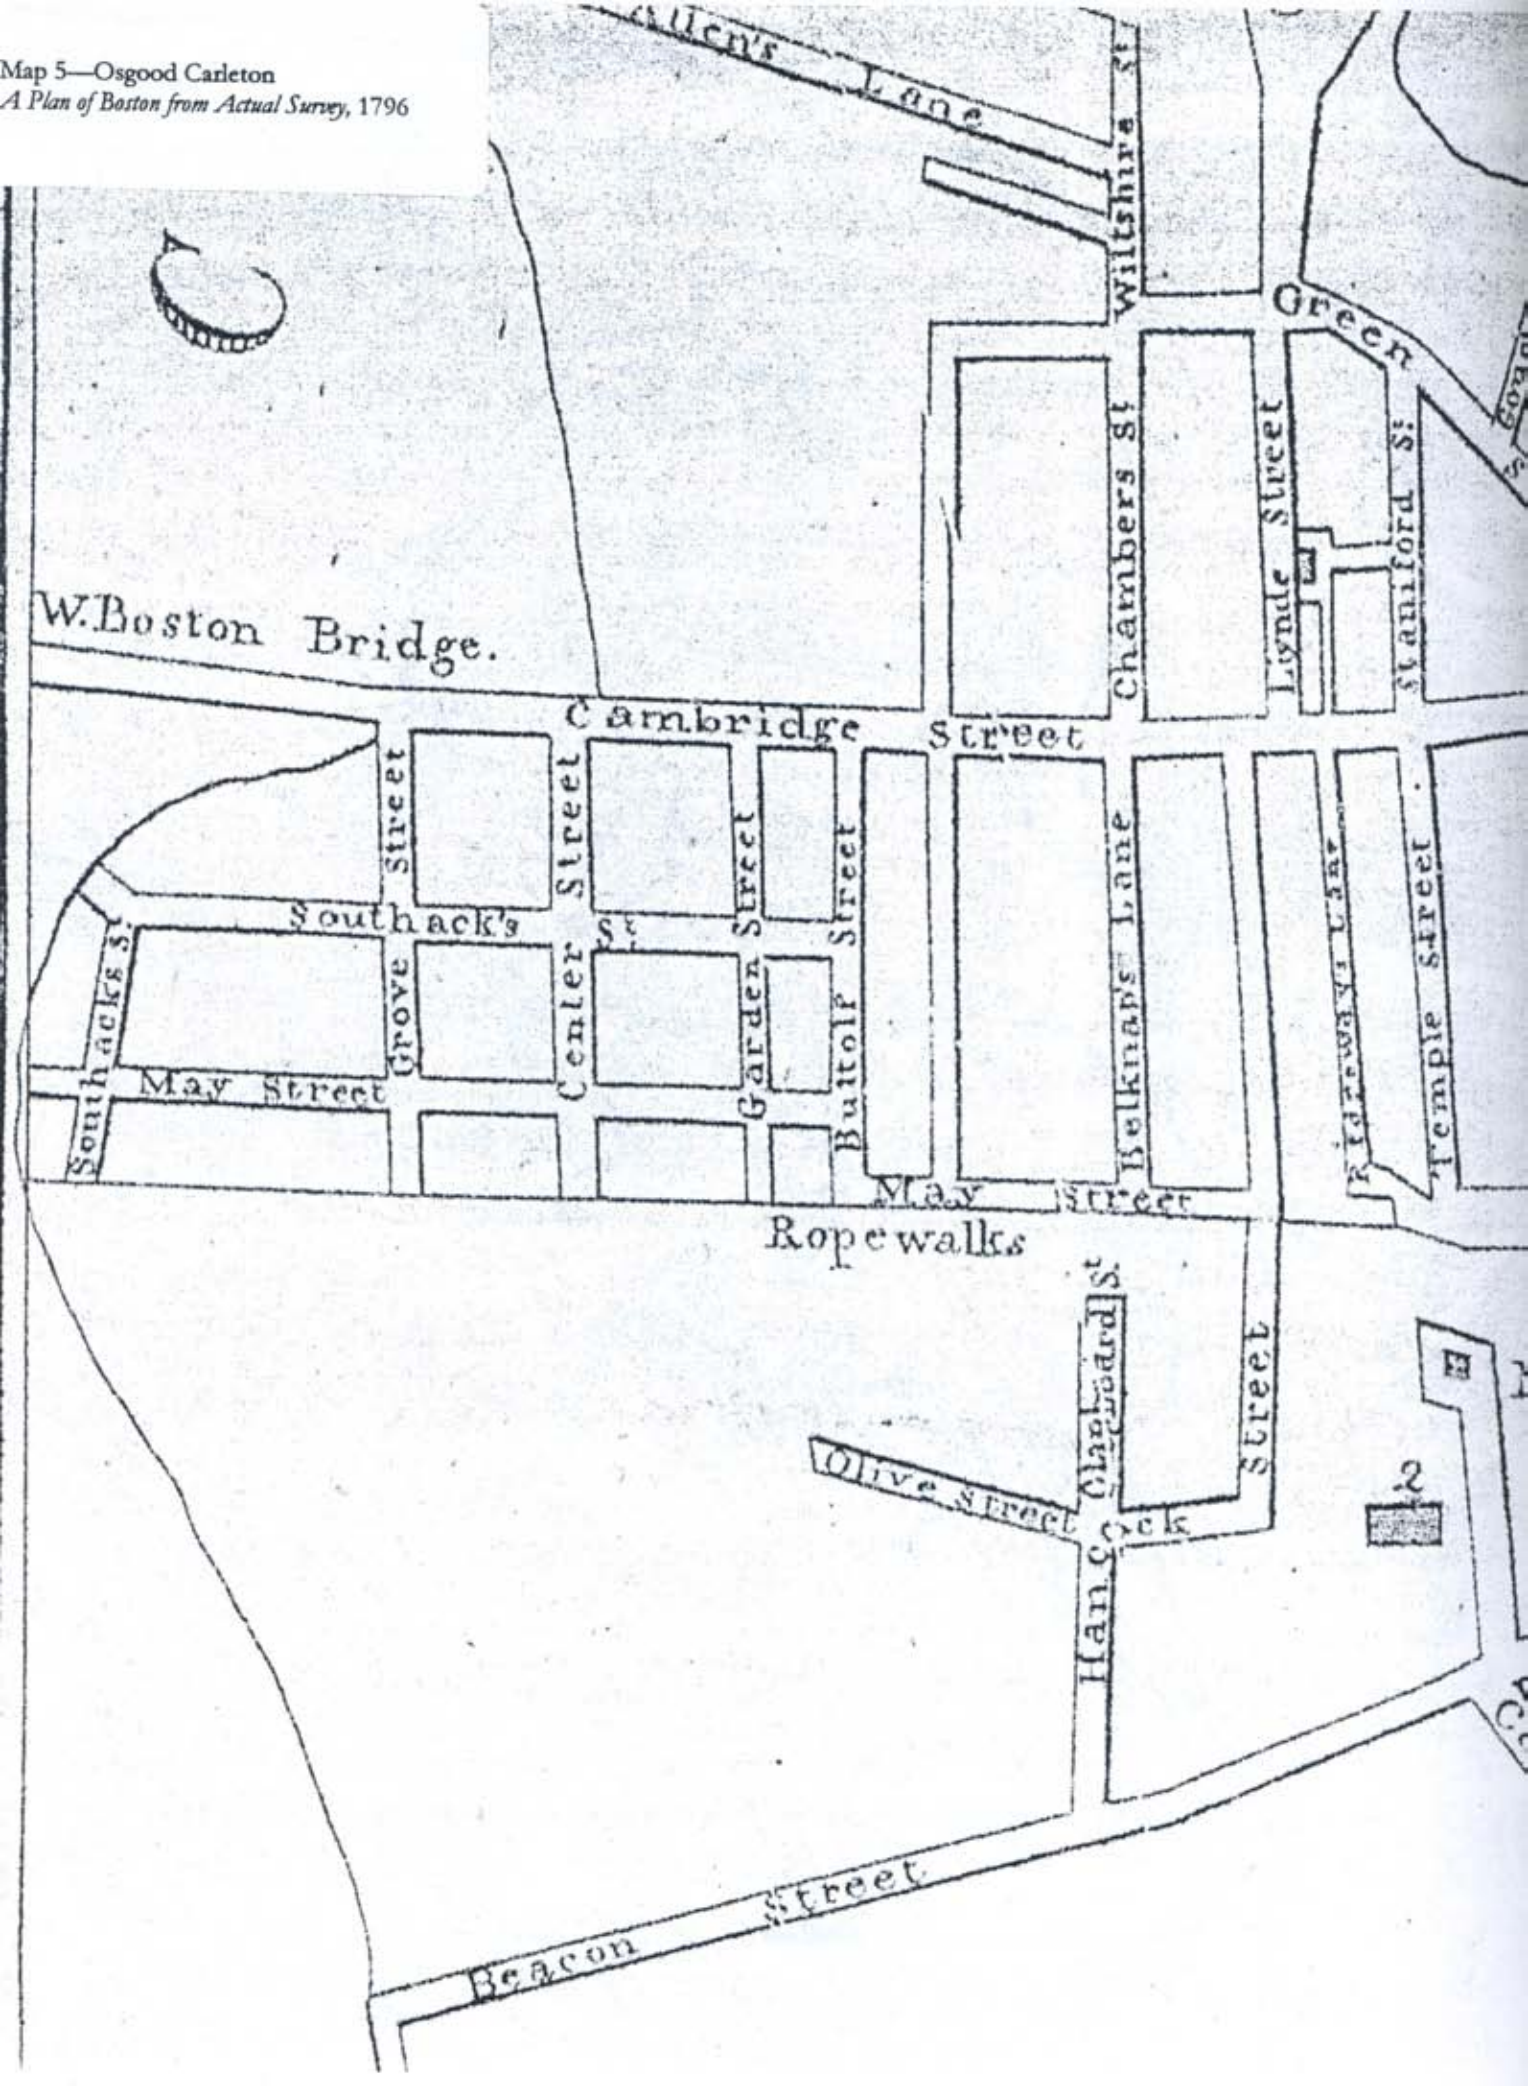 Map 5—Osgood Carleton
A Plan of Boston from Actual Survey, 1796
Allen's Lane
Wiltshire St
Green
C
W. Boston Bridge.
Chambers St
Lynde Street
Staniford St
Cambridge Street
Grove Street
Center Street
Garden Street
Buttolf Street
Belknap's Lane
Temple Street
Southack's St
Southacks St
May Street
May Street
Ropewalks
Clapboard St
Olive Street
Hancock Street
2
Beacon Street